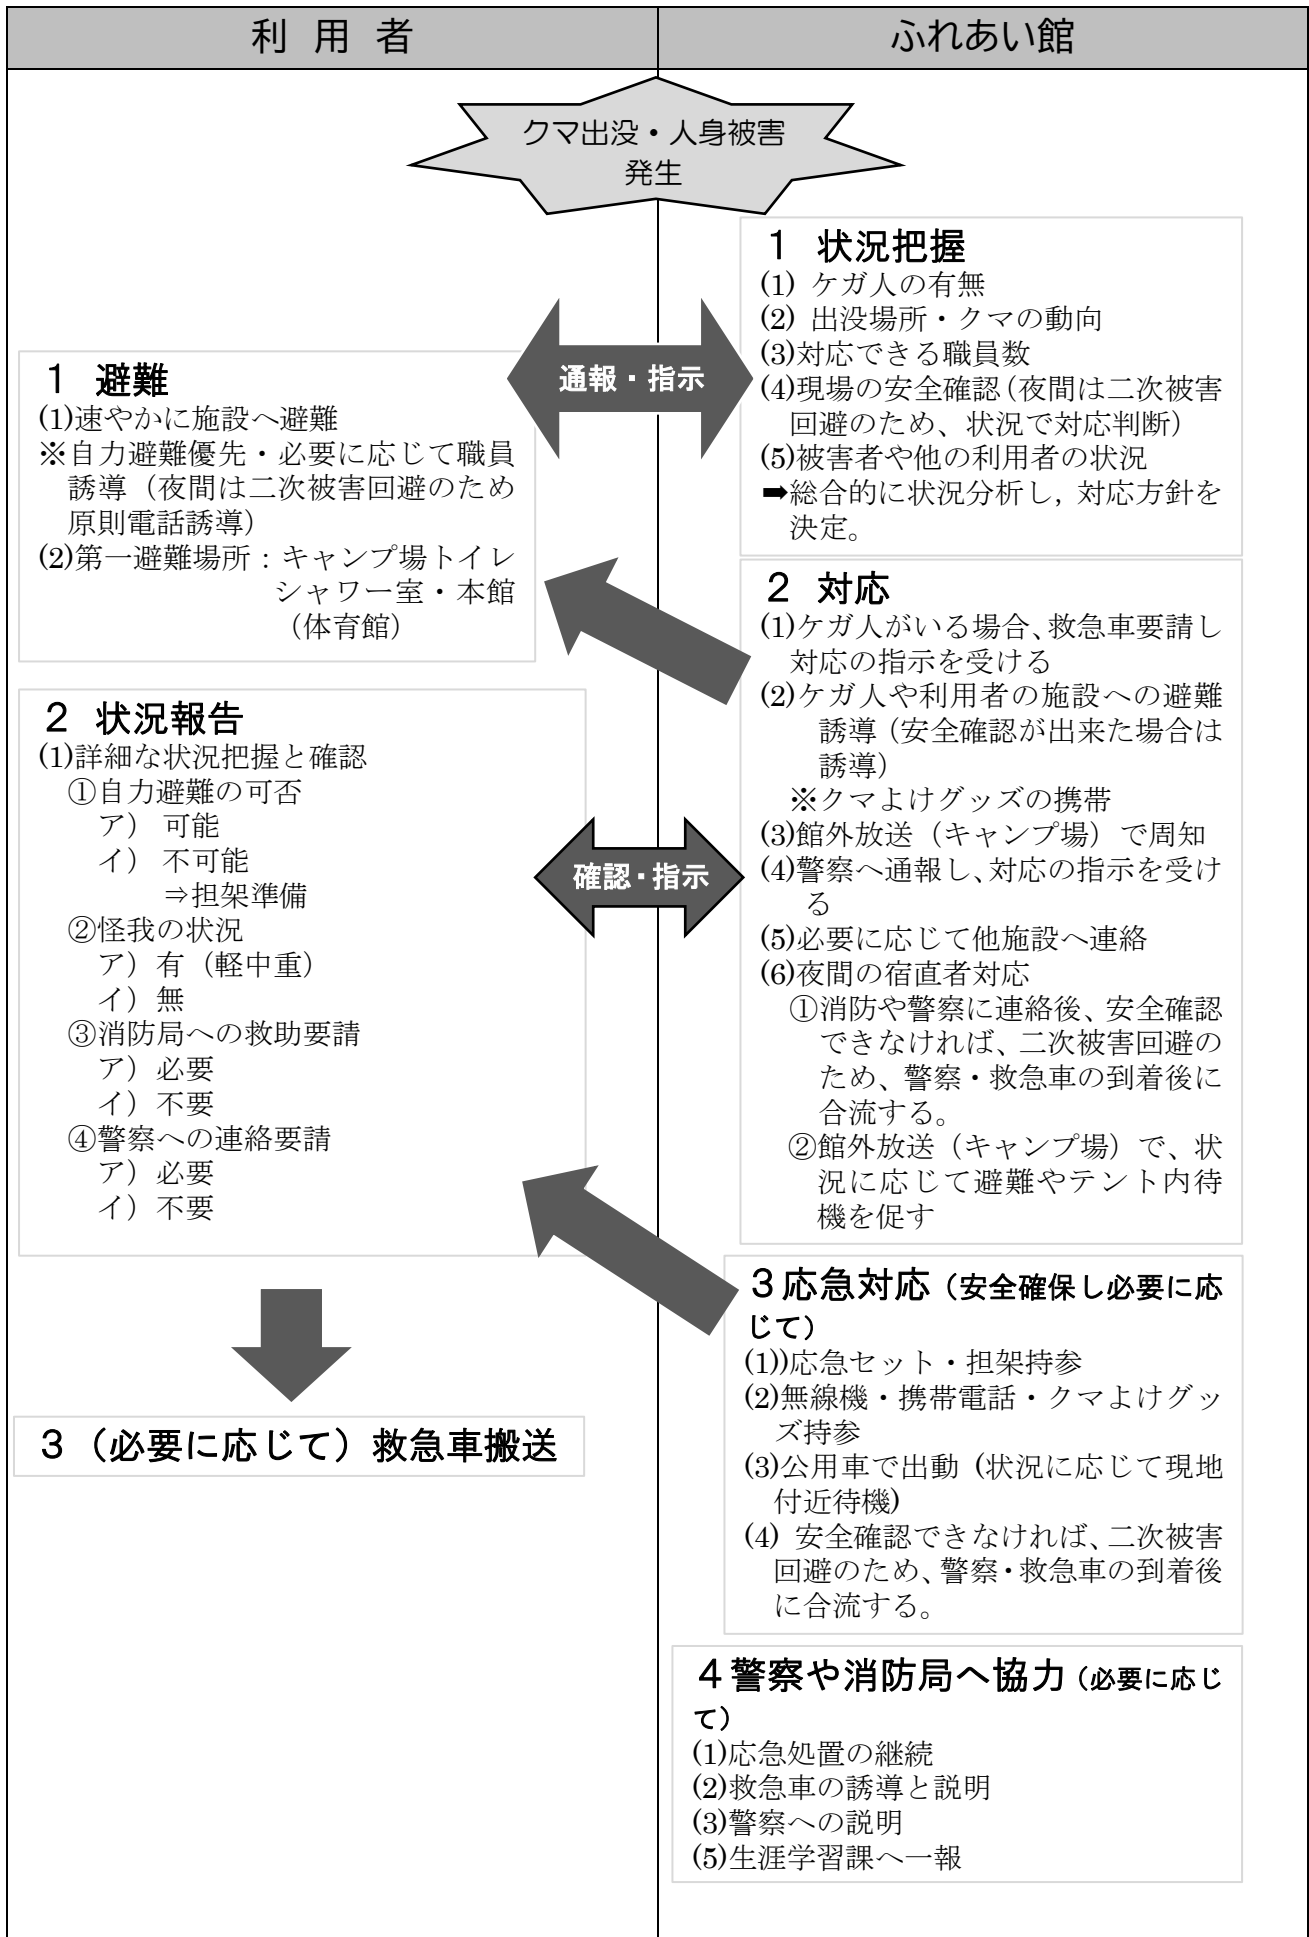 利 用 者
ふれあい館
クマ出没・人身被害
発生
1 避難
(1)速やかに施設へ避難
※自力避難優先・必要に応じて職員
誘導（夜間は二次被害回避のため
原則電話誘導）
(2)第一避難場所：キャンプ場トイレ
シャワー室・本館
（体育館）
通報・指示
1 状況把握
(1) ケガ人の有無
(2) 出没場所・クマの動向
(3)対応できる職員数
(4)現場の安全確認（夜間は二次被害
回避のため、状況で対応判断）
(5)被害者や他の利用者の状況
➡総合的に状況分析し，対応方針を
決定。
2 状況報告
(1)詳細な状況把握と確認
①自力避難の可否
ア） 可能
イ） 不可能
⇒担架準備
②怪我の状況
ア）有（軽中重）
イ）無
③消防局への救助要請
ア）必要
イ）不要
④警察への連絡要請
ア）必要
イ）不要
確認・指示
2 対応
(1)ケガ人がいる場合、救急車要請し
対応の指示を受ける
(2)ケガ人や利用者の施設への避難
誘導（安全確認が出来た場合は
誘導）
※クマよけグッズの携帯
(3)館外放送（キャンプ場）で周知
(4)警察へ通報し、対応の指示を受け
る
(5)必要に応じて他施設へ連絡
(6)夜間の宿直者対応
①消防や警察に連絡後、安全確認
できなければ、二次被害回避の
ため、警察・救急車の到着後に
合流する。
②館外放送（キャンプ場）で、状
況に応じて避難やテント内待
機を促す
3（必要に応じて）救急車搬送
3応急対応（安全確保し必要に応
じて）
(1))応急セット・担架持参
(2)無線機・携帯電話・クマよけグッ
ズ持参
(3)公用車で出動（状況に応じて現地
付近待機）
(4) 安全確認できなければ、二次被害
回避のため、警察・救急車の到着後
に合流する。
4警察や消防局へ協力（必要に応じ
て）
(1)応急処置の継続
(2)救急車の誘導と説明
(3)警察への説明
(5)生涯学習課へ一報